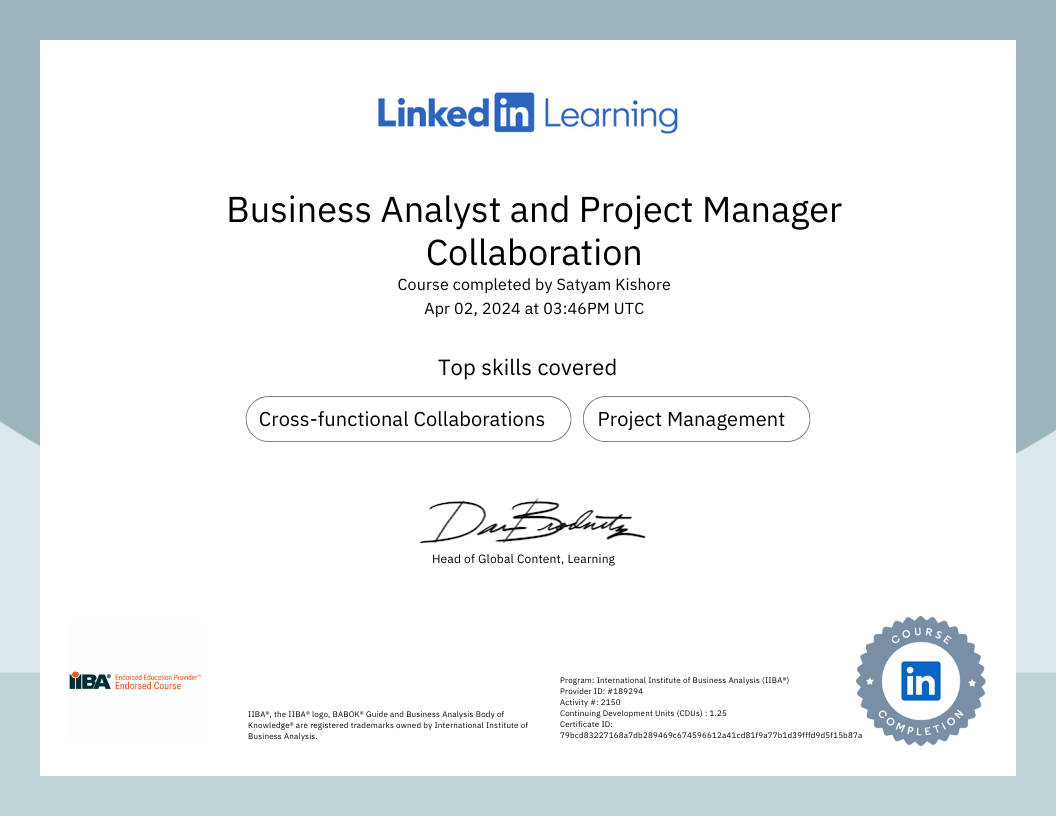 Linked in Learning
Business Analyst and Project Manager
Collaboration
Course completed by Satyam Kishore
Apr 02, 2024 at 03:46PM UTC
Top skills covered
Cross-functional Collaborations
Project Management
Dan Brodnitz
Head of Global Content, Learning
IIBA® Endorsed Education Provider™
Endorsed Course
IIBA®, the IIBA® logo, BABOK® Guide and Business Analysis Body of
Knowledge® are registered trademarks owned by International Institute of
Business Analysis.
Program: International Institute of Business Analysis (IIBA®)
Provider ID: #189294
Activity #: 2150
Continuing Development Units (CDUs) : 1.25
Certificate ID:
79bcd83227168a7db289469c674596612a41cd81f9a77b1d39fffd9d5f15b87a
COURSE
in
COMPLETION